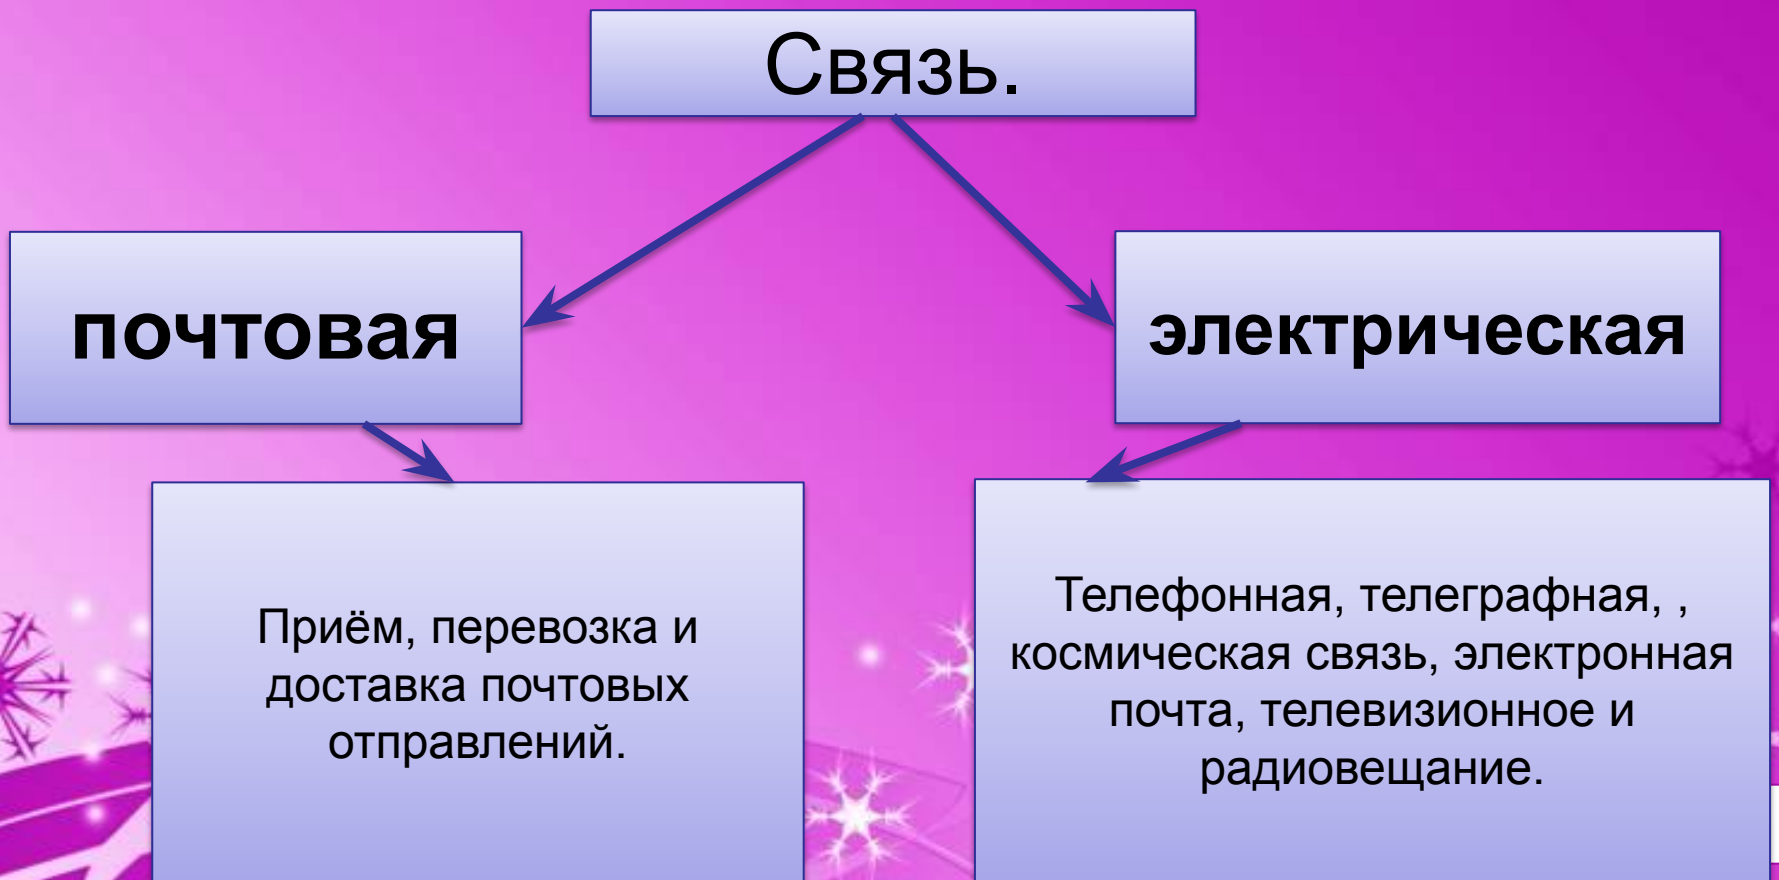 Связь.
почтовая
электрическая
Приём, перевозка и
доставка почтовых
отправлений.
Телефонная, телеграфная, ,
космическая связь, электронная
почта, телевизионное и
радиовещание.